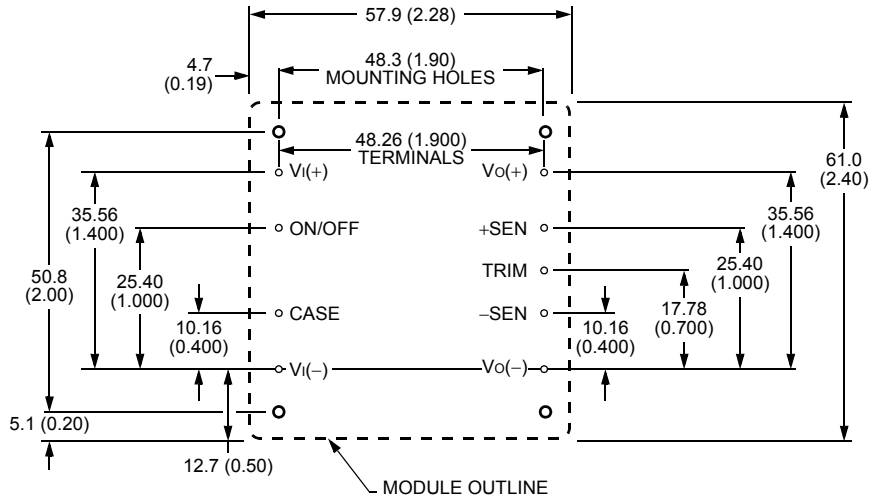 57.9 (2.28)
4.7
(0.19)
48.3 (1.90)
MOUNTING HOLES
48.26 (1.900)
TERMINALS
VI(+)
VO(+)
61.0
(2.40)
35.56
(1.400)
35.56
(1.400)
ON/OFF
+SEN
50.8
(2.00)
25.40
(1.000)
TRIM
25.40
(1.000)
17.78
(0.700)
10.16
(0.400)
CASE
–SEN
10.16
(0.400)
VI(–)
VO(–)
5.1 (0.20)
12.7 (0.50)
MODULE OUTLINE